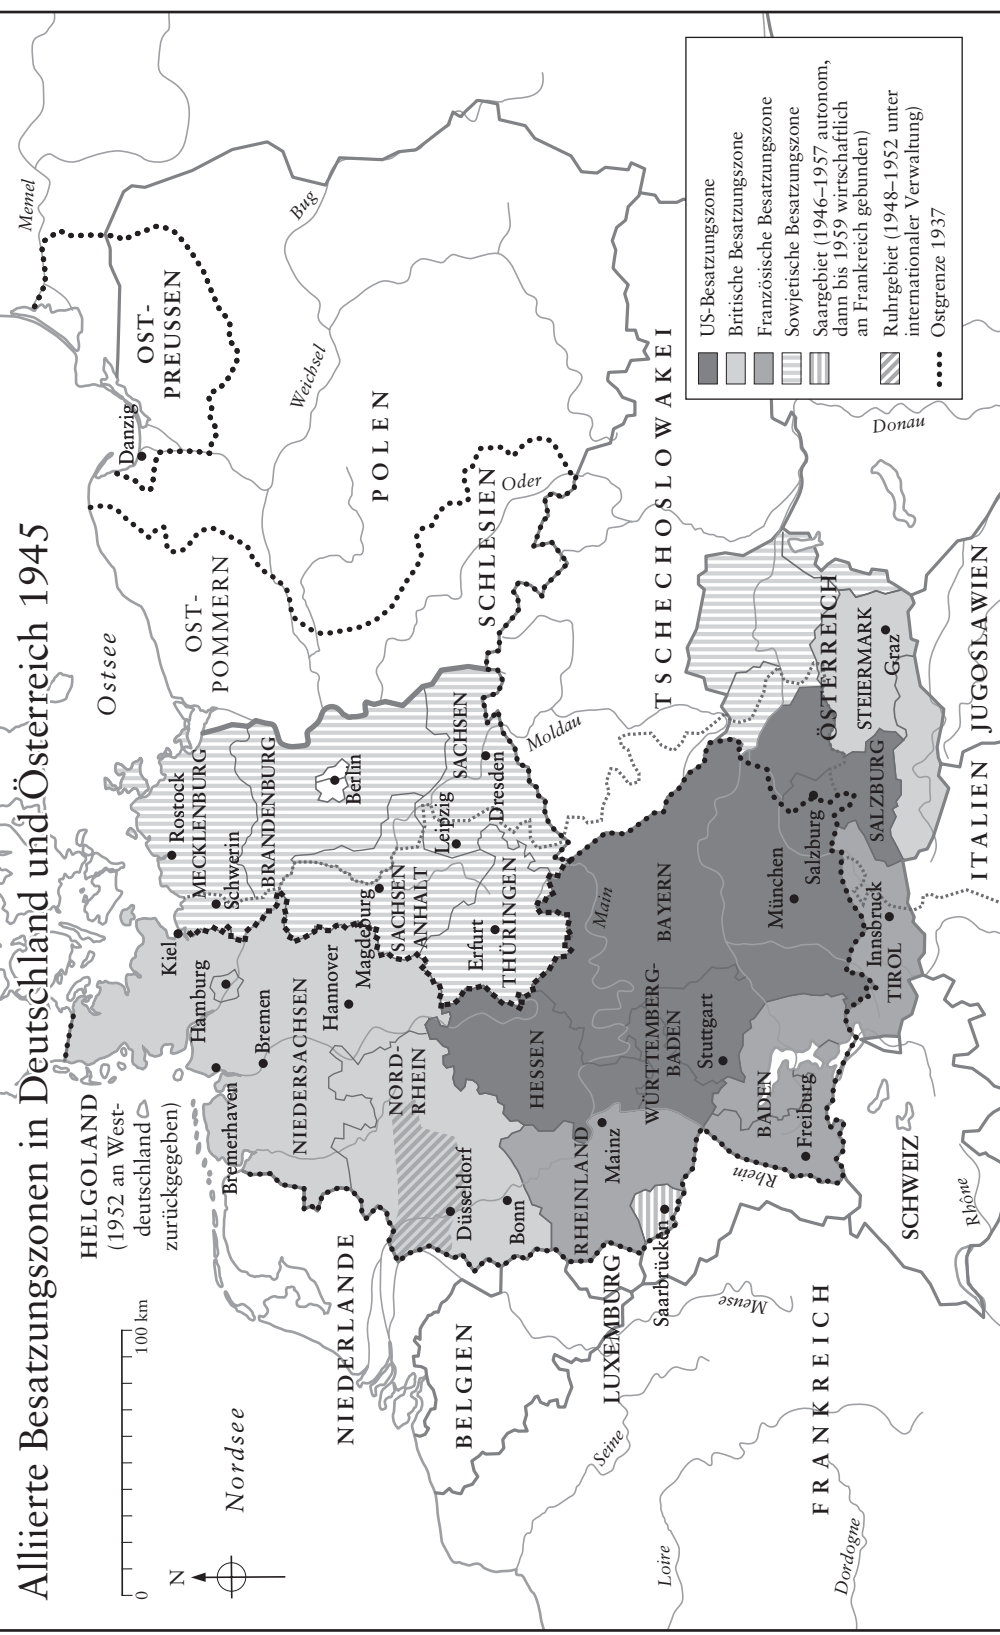 Alliierte Besatzungszonen in Deutschland und Österreich 1945
0
100 km
N
Nordsee
Ostsee
HELGOLAND
(1952 an West-
deutschland
zurückgegeben)
Memel
OST-
PREUSSEN
Danzig
Bug
Weichsel
POLEN
OST-
POMMERN
SCHLESIEN
Oder
Kiel
Rostock
MECKLENBURG
Schwerin
Hamburg
Bremerhaven
Bremen
NIEDERSACHSEN
Hannover
BRANDENBURG
Berlin
Magdeburg
SACHSEN
ANHALT
Leipzig
SACHSEN
Dresden
Erfurt
THÜRINGEN
NORD-
RHEIN
Düsseldorf
Bonn
NIEDERLANDE
BELGIEN
LUXEMBURG
HESSEN
RHEINLAND
Mainz
Main
Saarbrücken
WÜRTTEMBERG-
BADEN
Stuttgart
BAYERN
München
BADEN
Freiburg
Rhein
Moldau
TSCHECHOSLOWAKEI
Salzburg
SALZBURG
ÖSTERREICH
STEIERMARK
Graz
Innsbruck
TIROL
Donau
SCHWEIZ
ITALIEN
JUGOSLAWIEN
FRANKREICH
Meuse
Seine
Loire
Dordogne
Rhône
US-Besatzungszone
Britische Besatzungszone
Französische Besatzungszone
Sowjetische Besatzungszone
Saargebiet (1946–1957 autonom,
dann bis 1959 wirtschaftlich
an Frankreich gebunden)
Ruhrgebiet (1948–1952 unter
internationaler Verwaltung)
Ostgrenze 1937